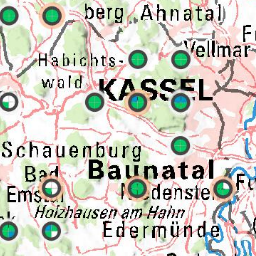 berg Ahnatal
Vellmar
Habichts-
wald KASSEL
Schauenburg
Baunatal
Bad
Ems
Holzhausen am Hahn
Edermünde